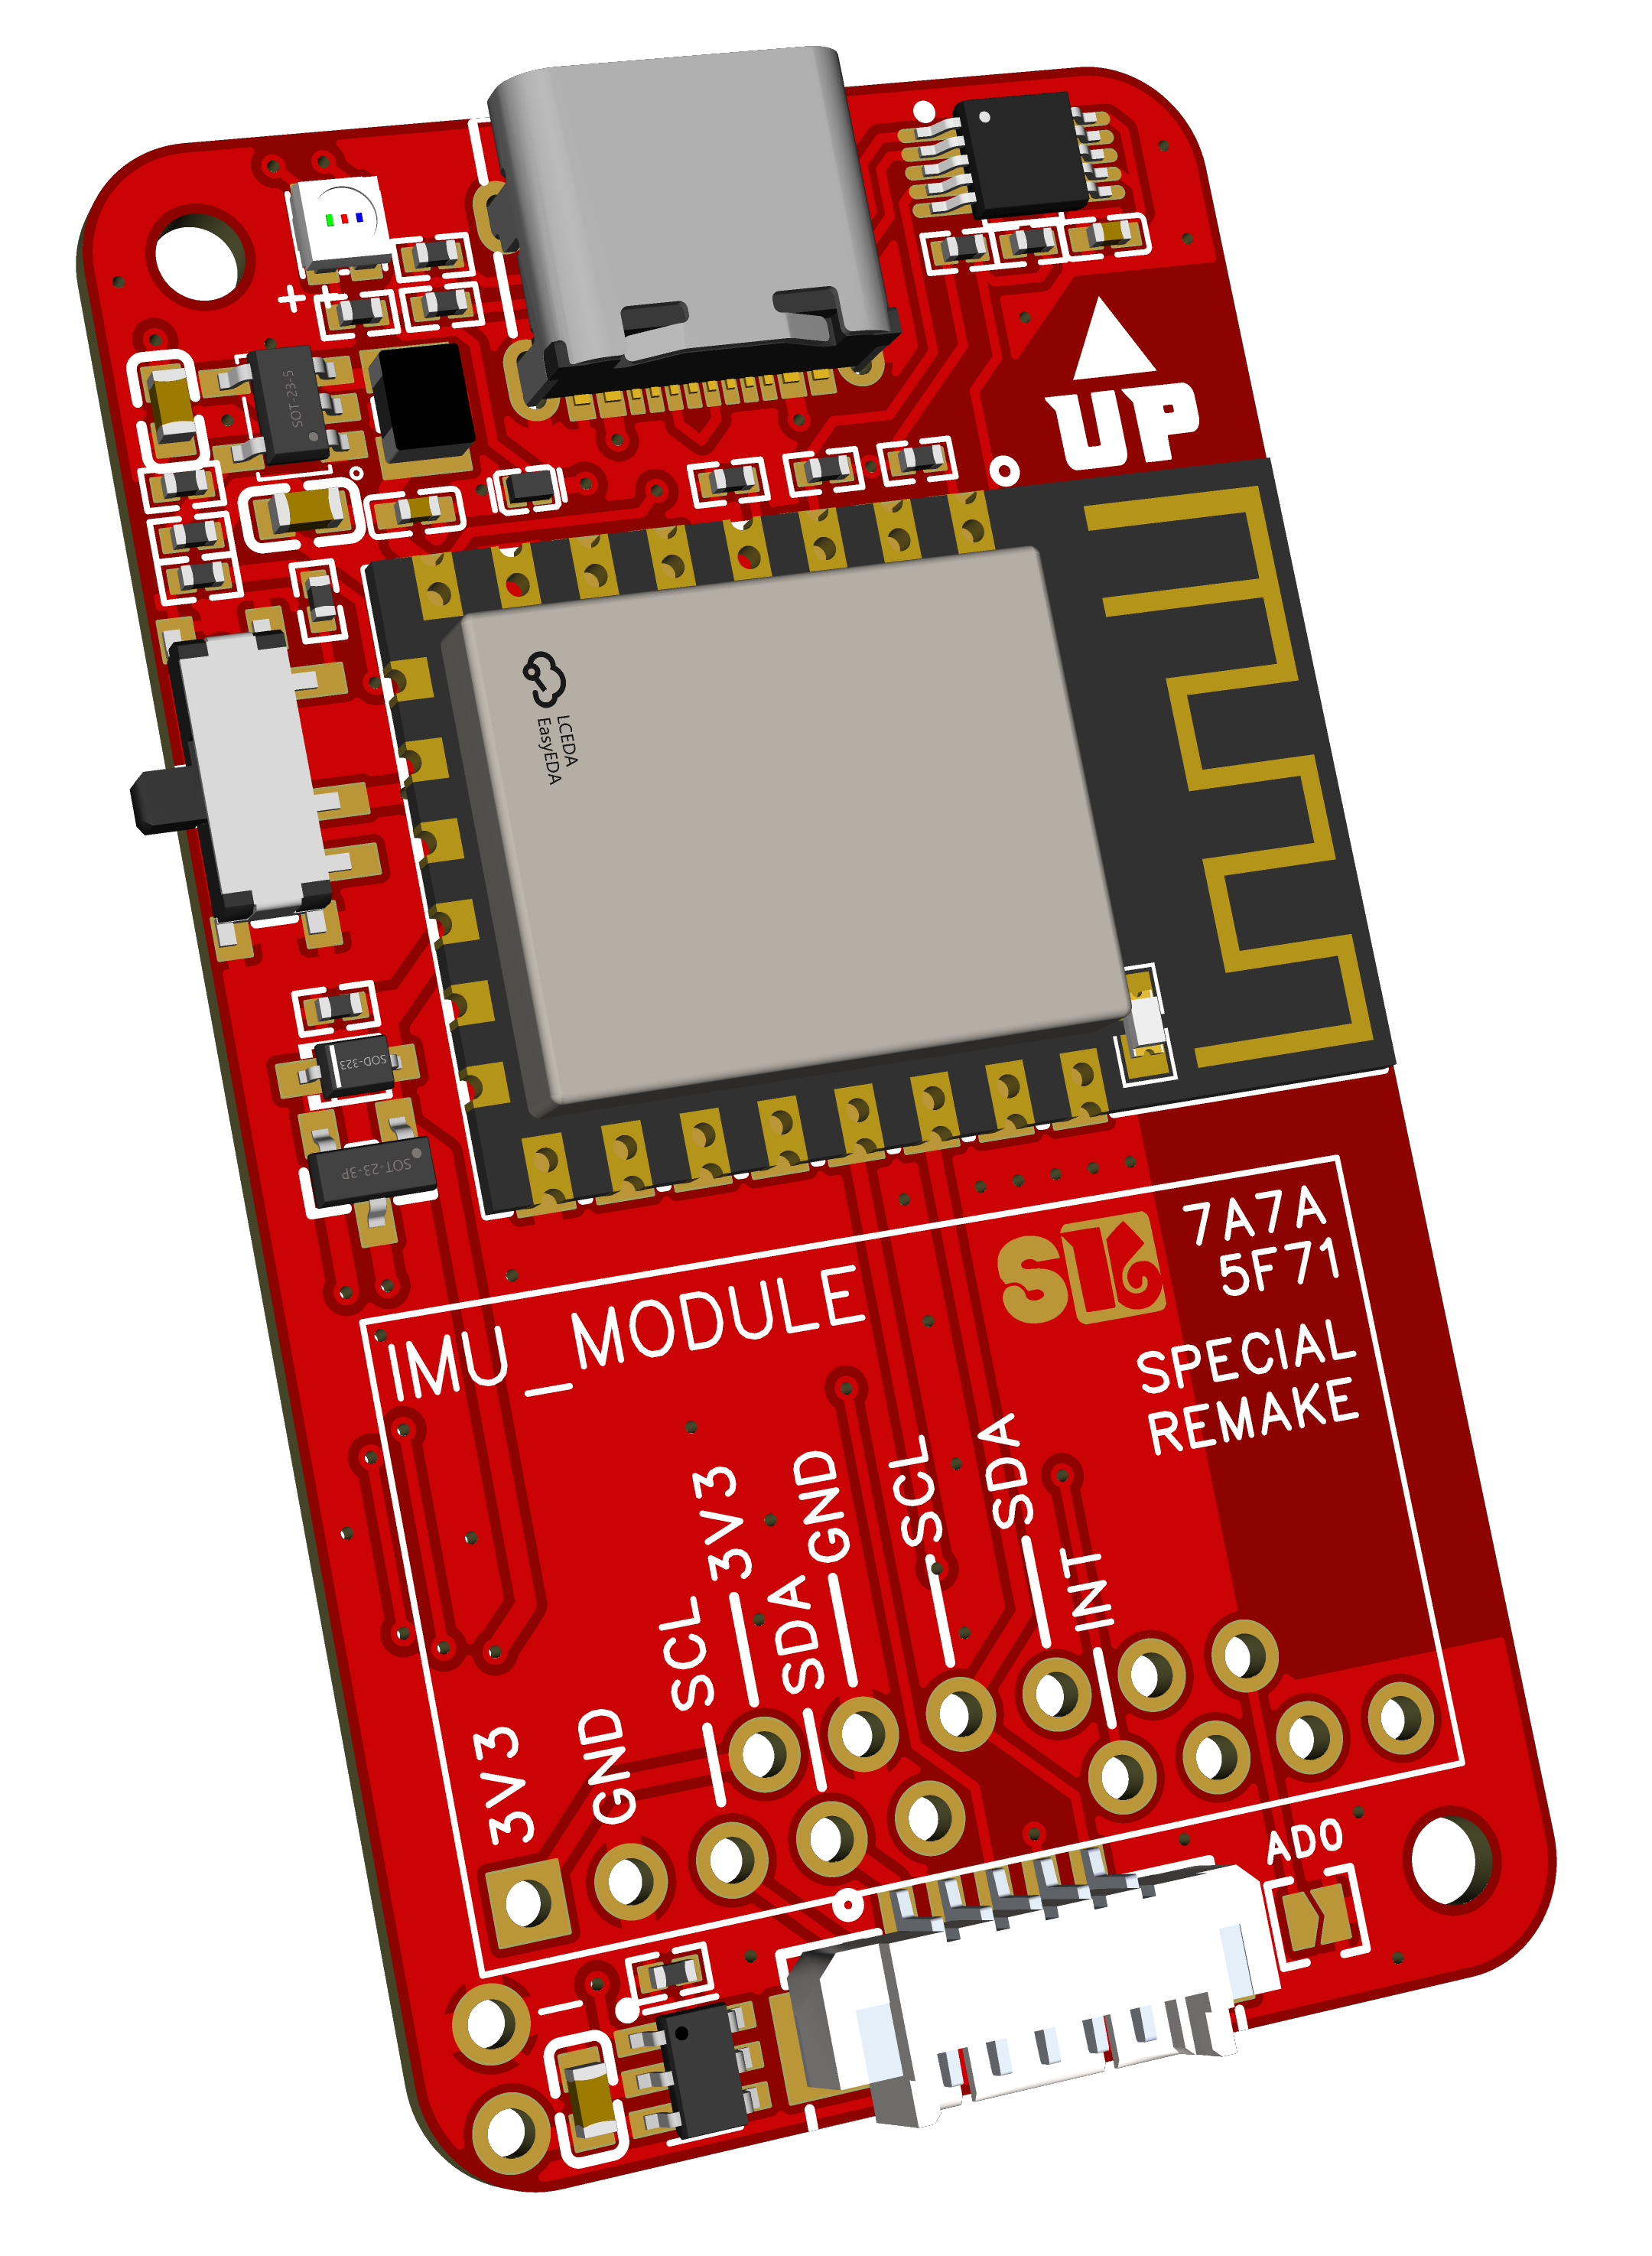 UP
SOT-23-5
LCEDA
EasyEDA
SOD-323
SOT-23-3P
7A7A
5F71
IMU_MODULE
SPECIAL
REMAKE
3V3
GND
SCL
3V3
SDA
GND
SCL
SDA
INT
AD0